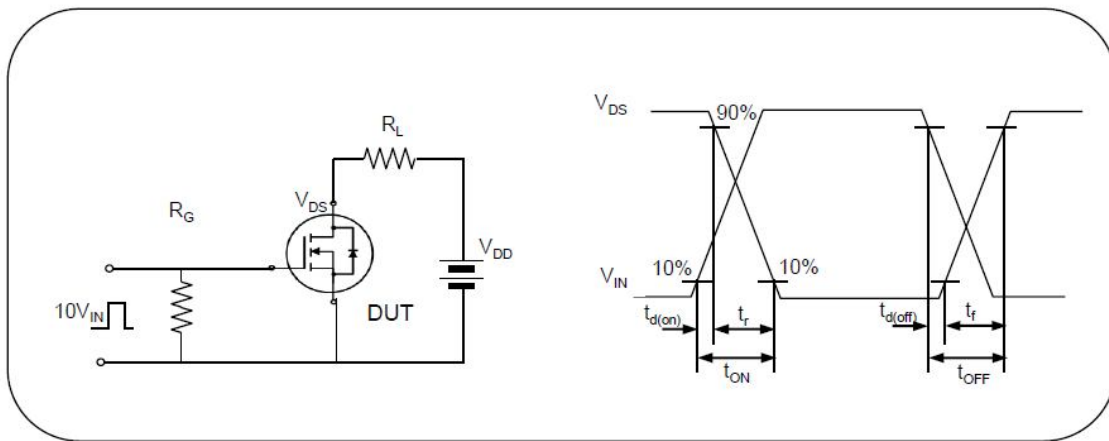 R_L
V_DS
R_G
V_DD
10V_IN
DUT
V_DS
90%
V_IN
10%
10%
t_d(on)
t_r
t_ON
t_d(off)
t_f
t_OFF